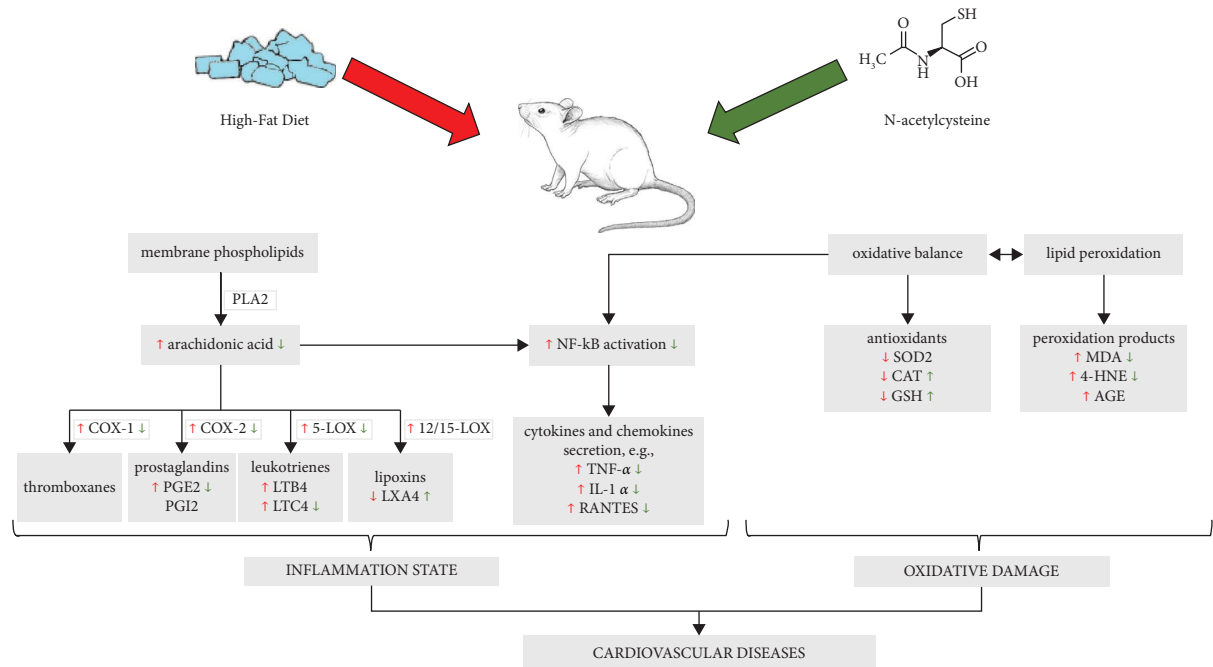 SH
O
O
H₃C
N
H
OH
High-Fat Diet
N-acetylcysteine
membrane phospholipids
oxidative balance
lipid peroxidation
PLA2
↑ arachidonic acid ↓
↑ NF-kB activation ↓
antioxidants
↓ SOD2
↓ CAT ↑
↓ GSH ↑
peroxidation products
↑ MDA ↓
↑ 4-HNE ↓
↑ AGE
↑ COX-1 ↓
↑ COX-2 ↓
↑ 5-LOX ↓
↑ 12/15-LOX
thromboxanes
prostaglandins
↑ PGE2 ↓
PGI2
leukotrienes
↑ LTB4
↑ LTC4 ↓
lipoxins
↓ LXA4 ↑
cytokines and chemokines
secretion, e.g.,
↑ TNF-α ↓
↑ IL-1 α ↓
↑ RANTES ↓
INFLAMMATION STATE
OXIDATIVE DAMAGE
CARDIOVASCULAR DISEASES